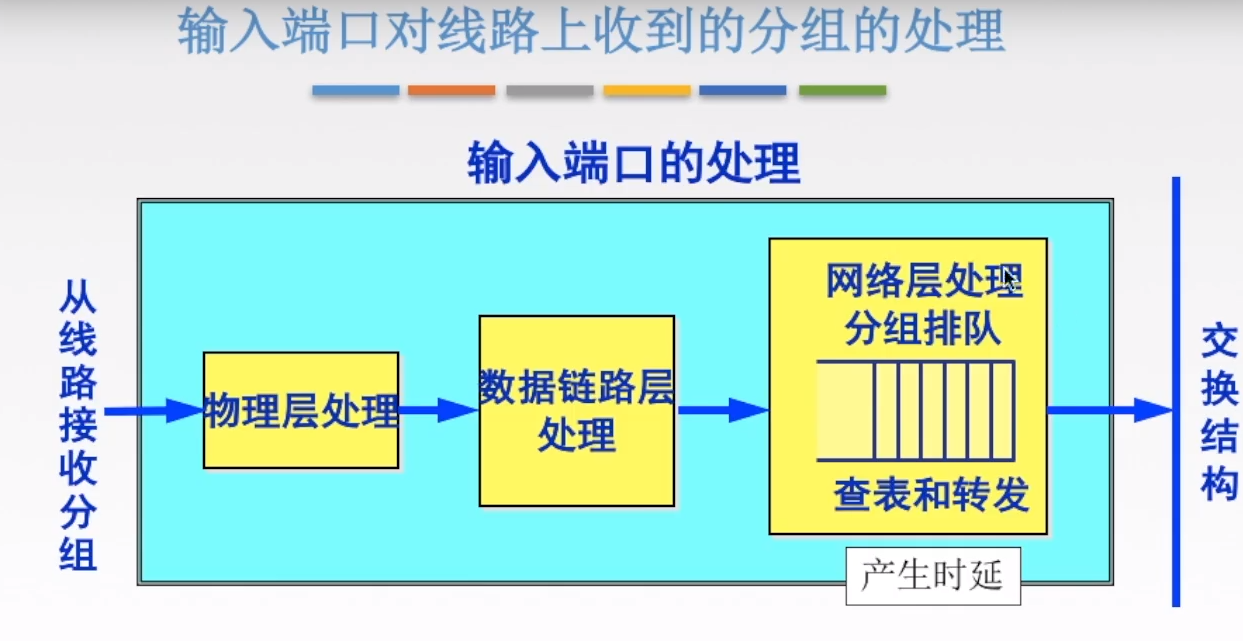 输入端口对线路上收到的分组的处理
输入端口的处理
从线路接收分组
物理层处理
数据链路层
处理
网络层处理
分组排队
查表和转发
产生时延
交换结构